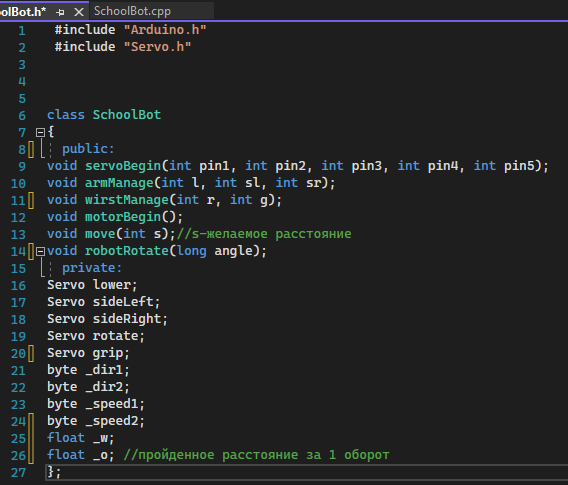 olBot.h*
SchoolBot.cpp
1 #include "Arduino.h"
2 #include "Servo.h"
3
4
5
6 class SchoolBot
7 {
8 public:
9 void servoBegin(int pin1, int pin2, int pin3, int pin4, int pin5);
10 void armManage(int l, int sl, int sr);
11 void wirstManage(int r, int g);
12 void motorBegin();
13 void move(int s);//s-желаемое расстояние
14 void robotRotate(long angle);
15 private:
16 Servo lower;
17 Servo sideLeft;
18 Servo sideRight;
19 Servo rotate;
20 Servo grip;
21 byte _dir1;
22 byte _dir2;
23 byte _speed1;
24 byte _speed2;
25 float _w;
26 float _o; //пройденное расстояние за 1 оборот
27 };